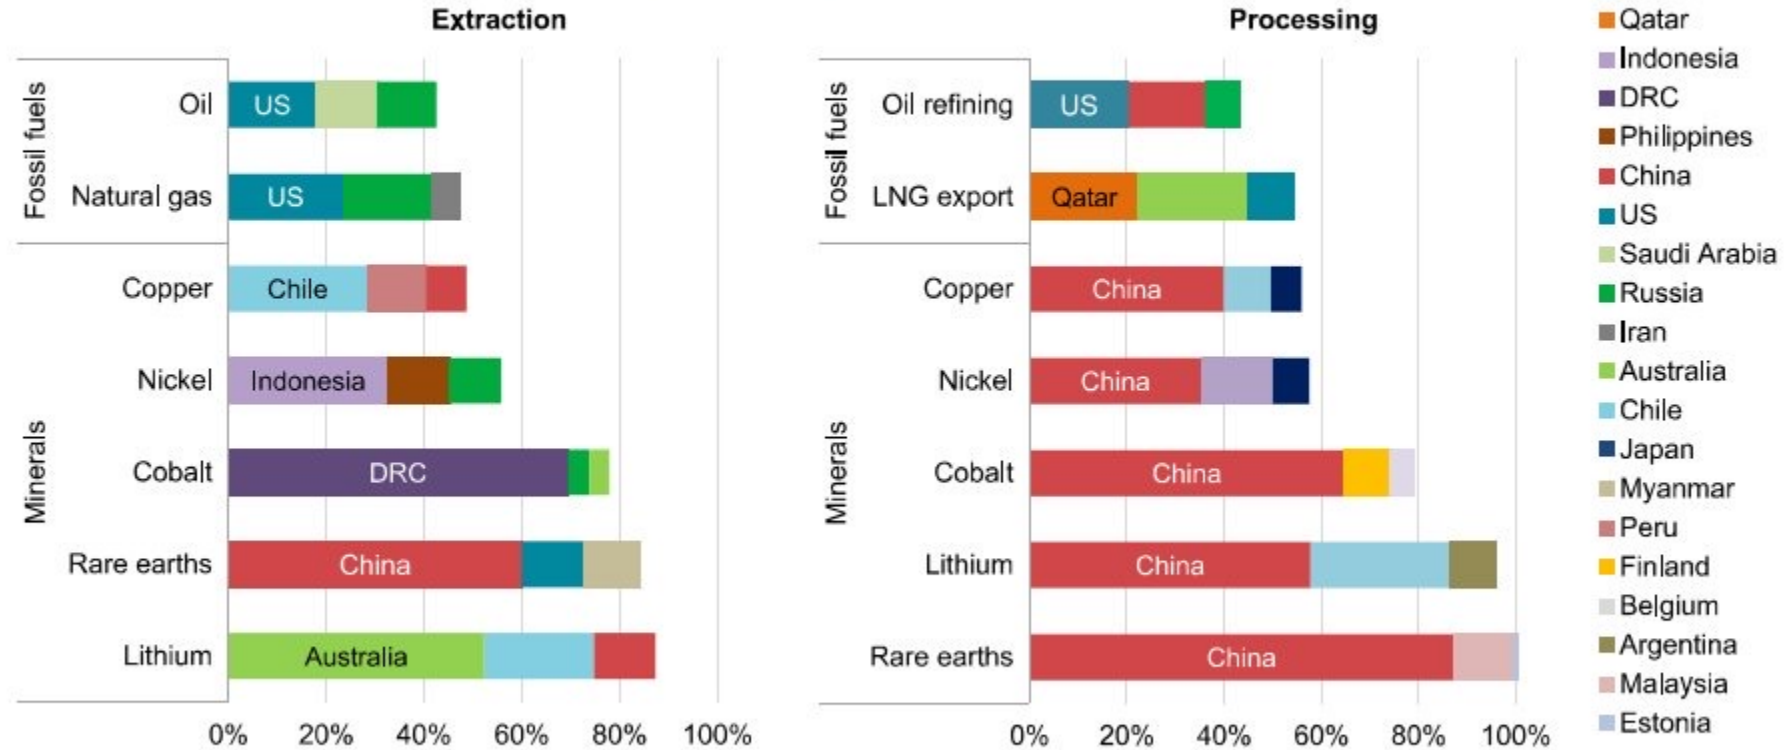 Extraction
Fossil fuels
Oil
US
Natural gas
US
Minerals
Copper
Chile
Nickel
Indonesia
Cobalt
DRC
Rare earths
China
Lithium
Australia
0% 20% 40% 60% 80% 100%
Processing
Fossil fuels
Oil refining
US
LNG export
Qatar
Minerals
Copper
China
Nickel
China
Cobalt
China
Lithium
China
Rare earths
China
0% 20% 40% 60% 80% 100%
Qatar
Indonesia
DRC
Philippines
China
US
Saudi Arabia
Russia
Iran
Australia
Chile
Japan
Myanmar
Peru
Finland
Belgium
Argentina
Malaysia
Estonia